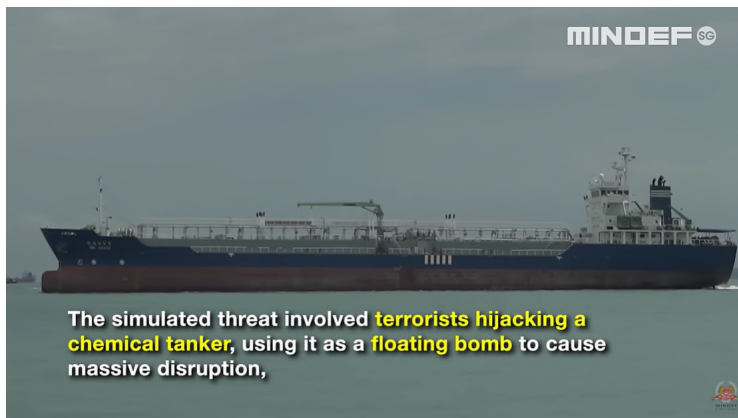 MINDEF SG
The simulated threat involved terrorists hijacking a
chemical tanker, using it as a floating bomb to cause
massive disruption,
MINDEF